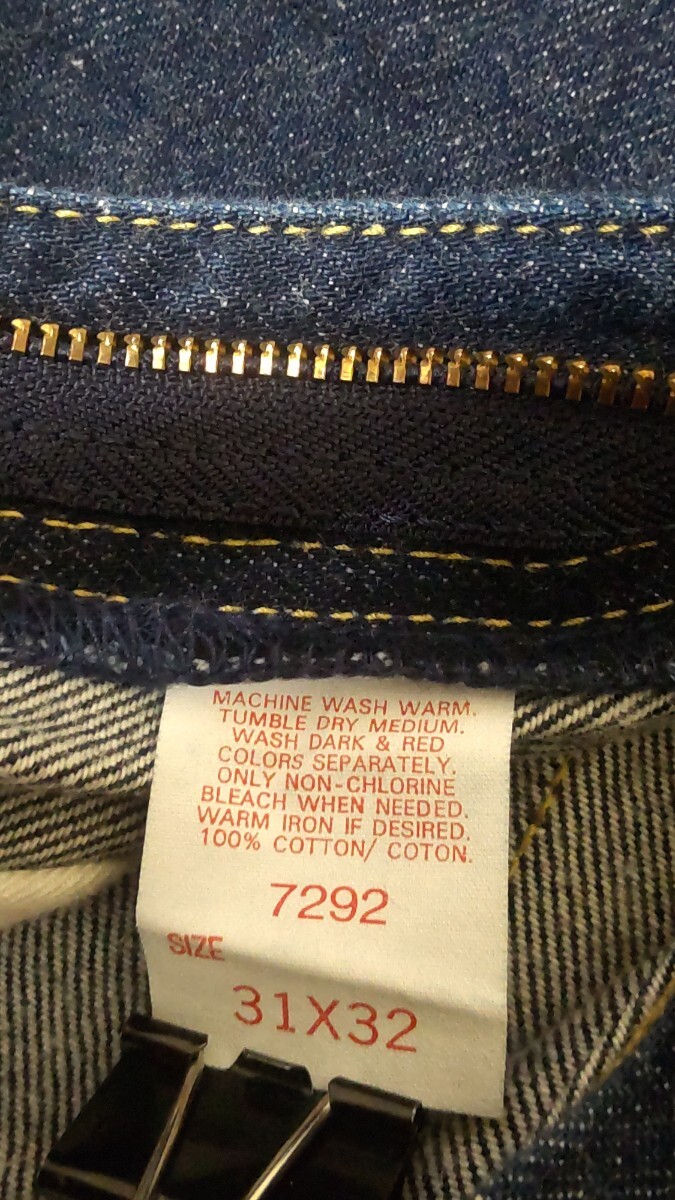 MACHINE WASH WARM.
TUMBLE DRY MEDIUM.
WASH DARK & RED
COLORS SEPARATELY.
ONLY NON-CHLORINE
BLEACH WHEN NEEDED.
WARM IRON IF DESIRED.
100% COTTON/ COTON.
7292
SIZE
31X32